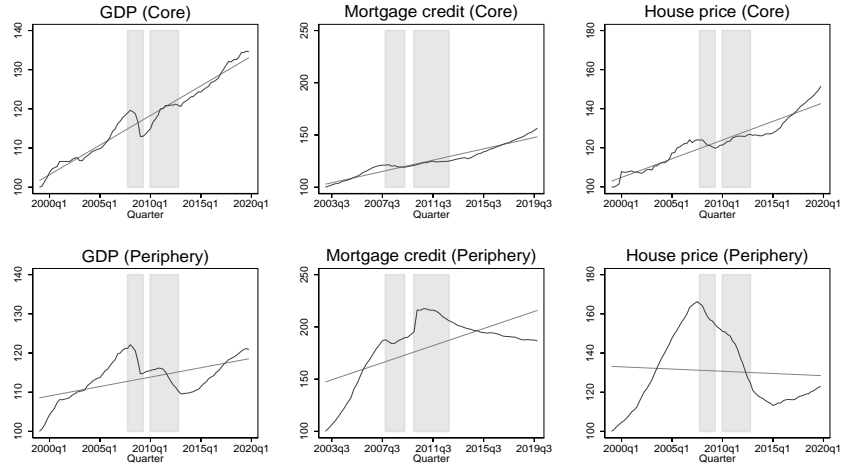 GDP (Core)
140
130
120
110
100
2000q1 2005q1 2010q1 2015q1 2020q1
Quarter
Mortgage credit (Core)
250
200
150
100
2003q3 2007q3 2011q3 2015q3 2019q3
Quarter
House price (Core)
180
160
140
120
100
2000q1 2005q1 2010q1 2015q1 2020q1
Quarter
GDP (Periphery)
140
130
120
110
100
2000q1 2005q1 2010q1 2015q1 2020q1
Quarter
Mortgage credit (Periphery)
250
200
150
100
2003q3 2007q3 2011q3 2015q3 2019q3
Quarter
House price (Periphery)
180
160
140
120
100
2000q1 2005q1 2010q1 2015q1 2020q1
Quarter